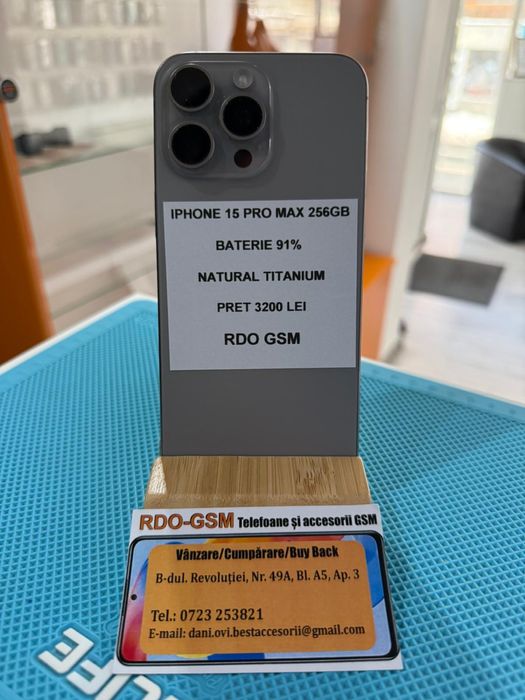 IPHONE 15 PRO MAX 256GB
BATERIE 91%
NATURAL TITANIUM
PRET 3200 LEI
RDO GSM
RDO-GSM Telefoane și accesorii GSM
Vânzare/Cumpărare/Buy Back
B-dul. Revoluției, Nr. 49A, Bl. A5, Ap. 3
Tel.: 0723 253821
E-mail: dani.ovi.bestaccesorii@gmail.com
LIFE